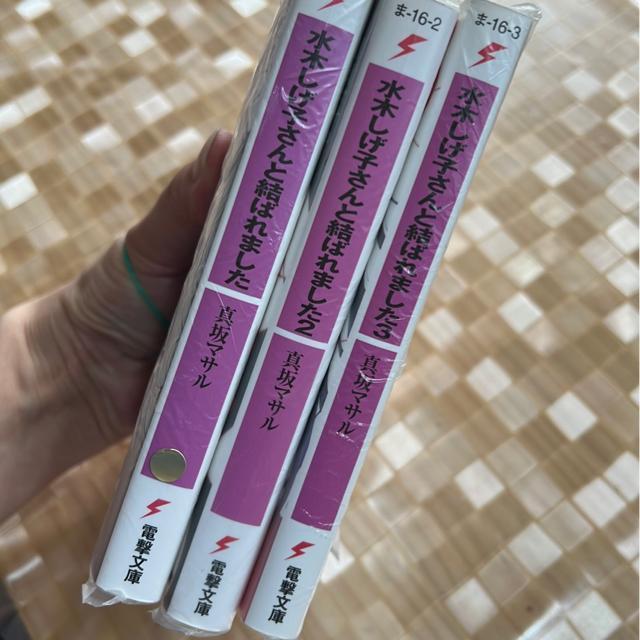 水木しげ子さんと結ばれました
真坂マサル
電撃文庫
ま-16-2
水木しげ子さんと結ばれました2
真坂マサル
電撃文庫
ま-16-3
水木しげ子さんと結ばれました3
真坂マサル
電撃文庫